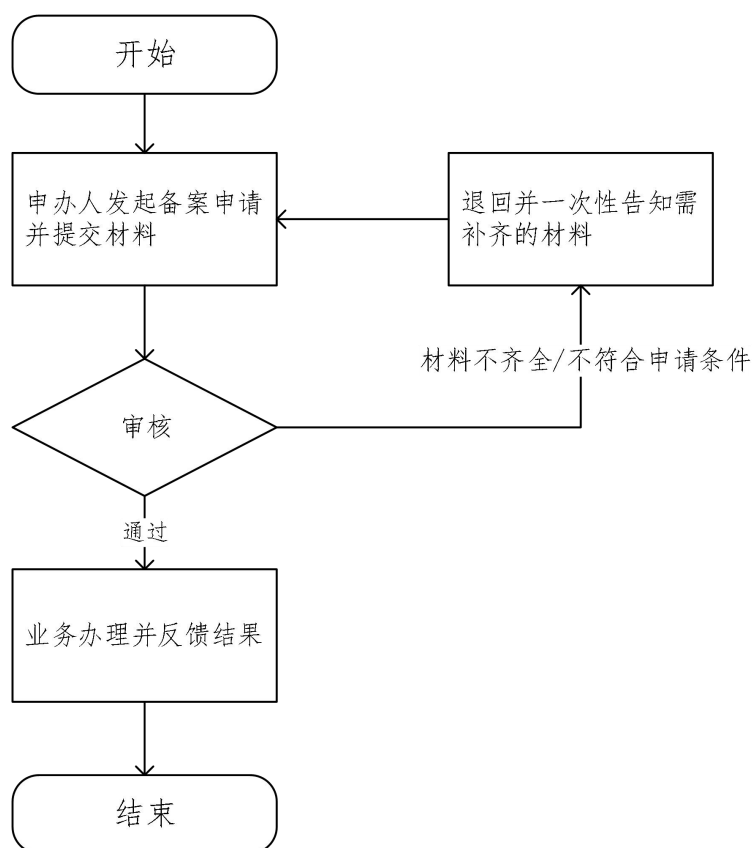 开始
申办人发起备案申请
并提交材料
退回并一次性告知需
补齐的材料
材料不齐全/不符合申请条件
审核
通过
业务办理并反馈结果
结束